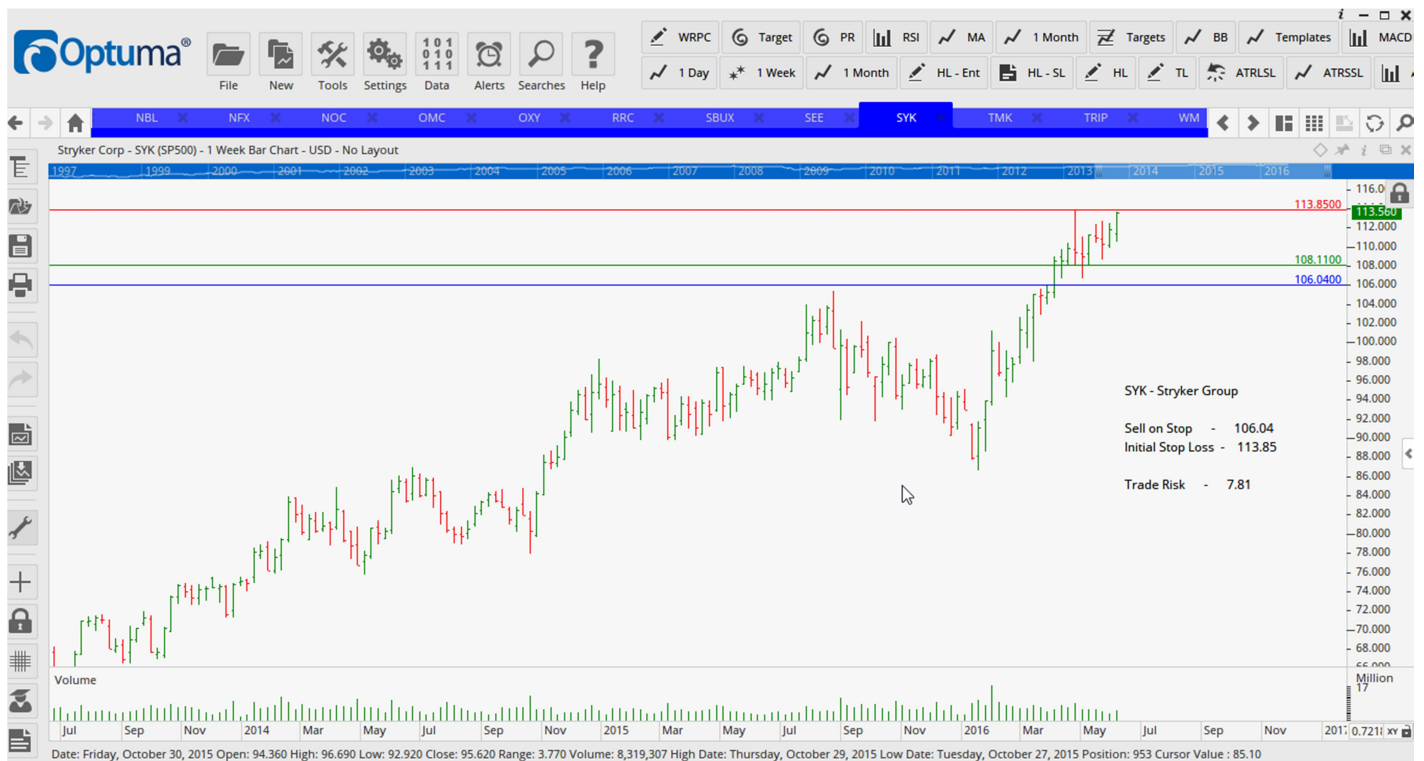 Optuma®
File New Tools Settings Data Alerts Searches Help
101
010
111
WRPC Target PR RSI MA 1 Month Targets BB Templates MACD
1 Day 1 Week 1 Month HL - Ent HL - SL HL TL ATRLSL ATRSSL
NBL NFX NOC OMC OXY RRC SBUX SEE SYK TMK TRIP WM
Stryker Corp - SYK (SP500) - 1 Week Bar Chart - USD - No Layout
1997 1999 2000 2001 2002 2003 2004 2005 2006 2007 2008 2009 2010 2011 2012 2013 2014 2015 2016
116.0
113.8500
113.560
112.000
110.000
108.1100
108.000
106.0400
106.000
104.000
102.000
100.000
98.000
96.000
94.000
92.000
90.000
88.000
86.000
84.000
82.000
80.000
78.000
76.000
74.000
72.000
70.000
68.000
66.000
SYK - Stryker Group
Sell on Stop - 106.04
Initial Stop Loss - 113.85
Trade Risk - 7.81
Volume
Million
17
Jul Sep Nov 2014 Mar May Jul Sep Nov 2015 Mar May Jul Sep Nov 2016 Mar May Jul Sep Nov 2017 0.7218 XY
Date: Friday, October 30, 2015 Open: 94.360 High: 96.690 Low: 92.920 Close: 95.620 Range: 3.770 Volume: 8,319,307 High Date: Thursday, October 29, 2015 Low Date: Tuesday, October 27, 2015 Position: 953 Cursor Value : 85.10